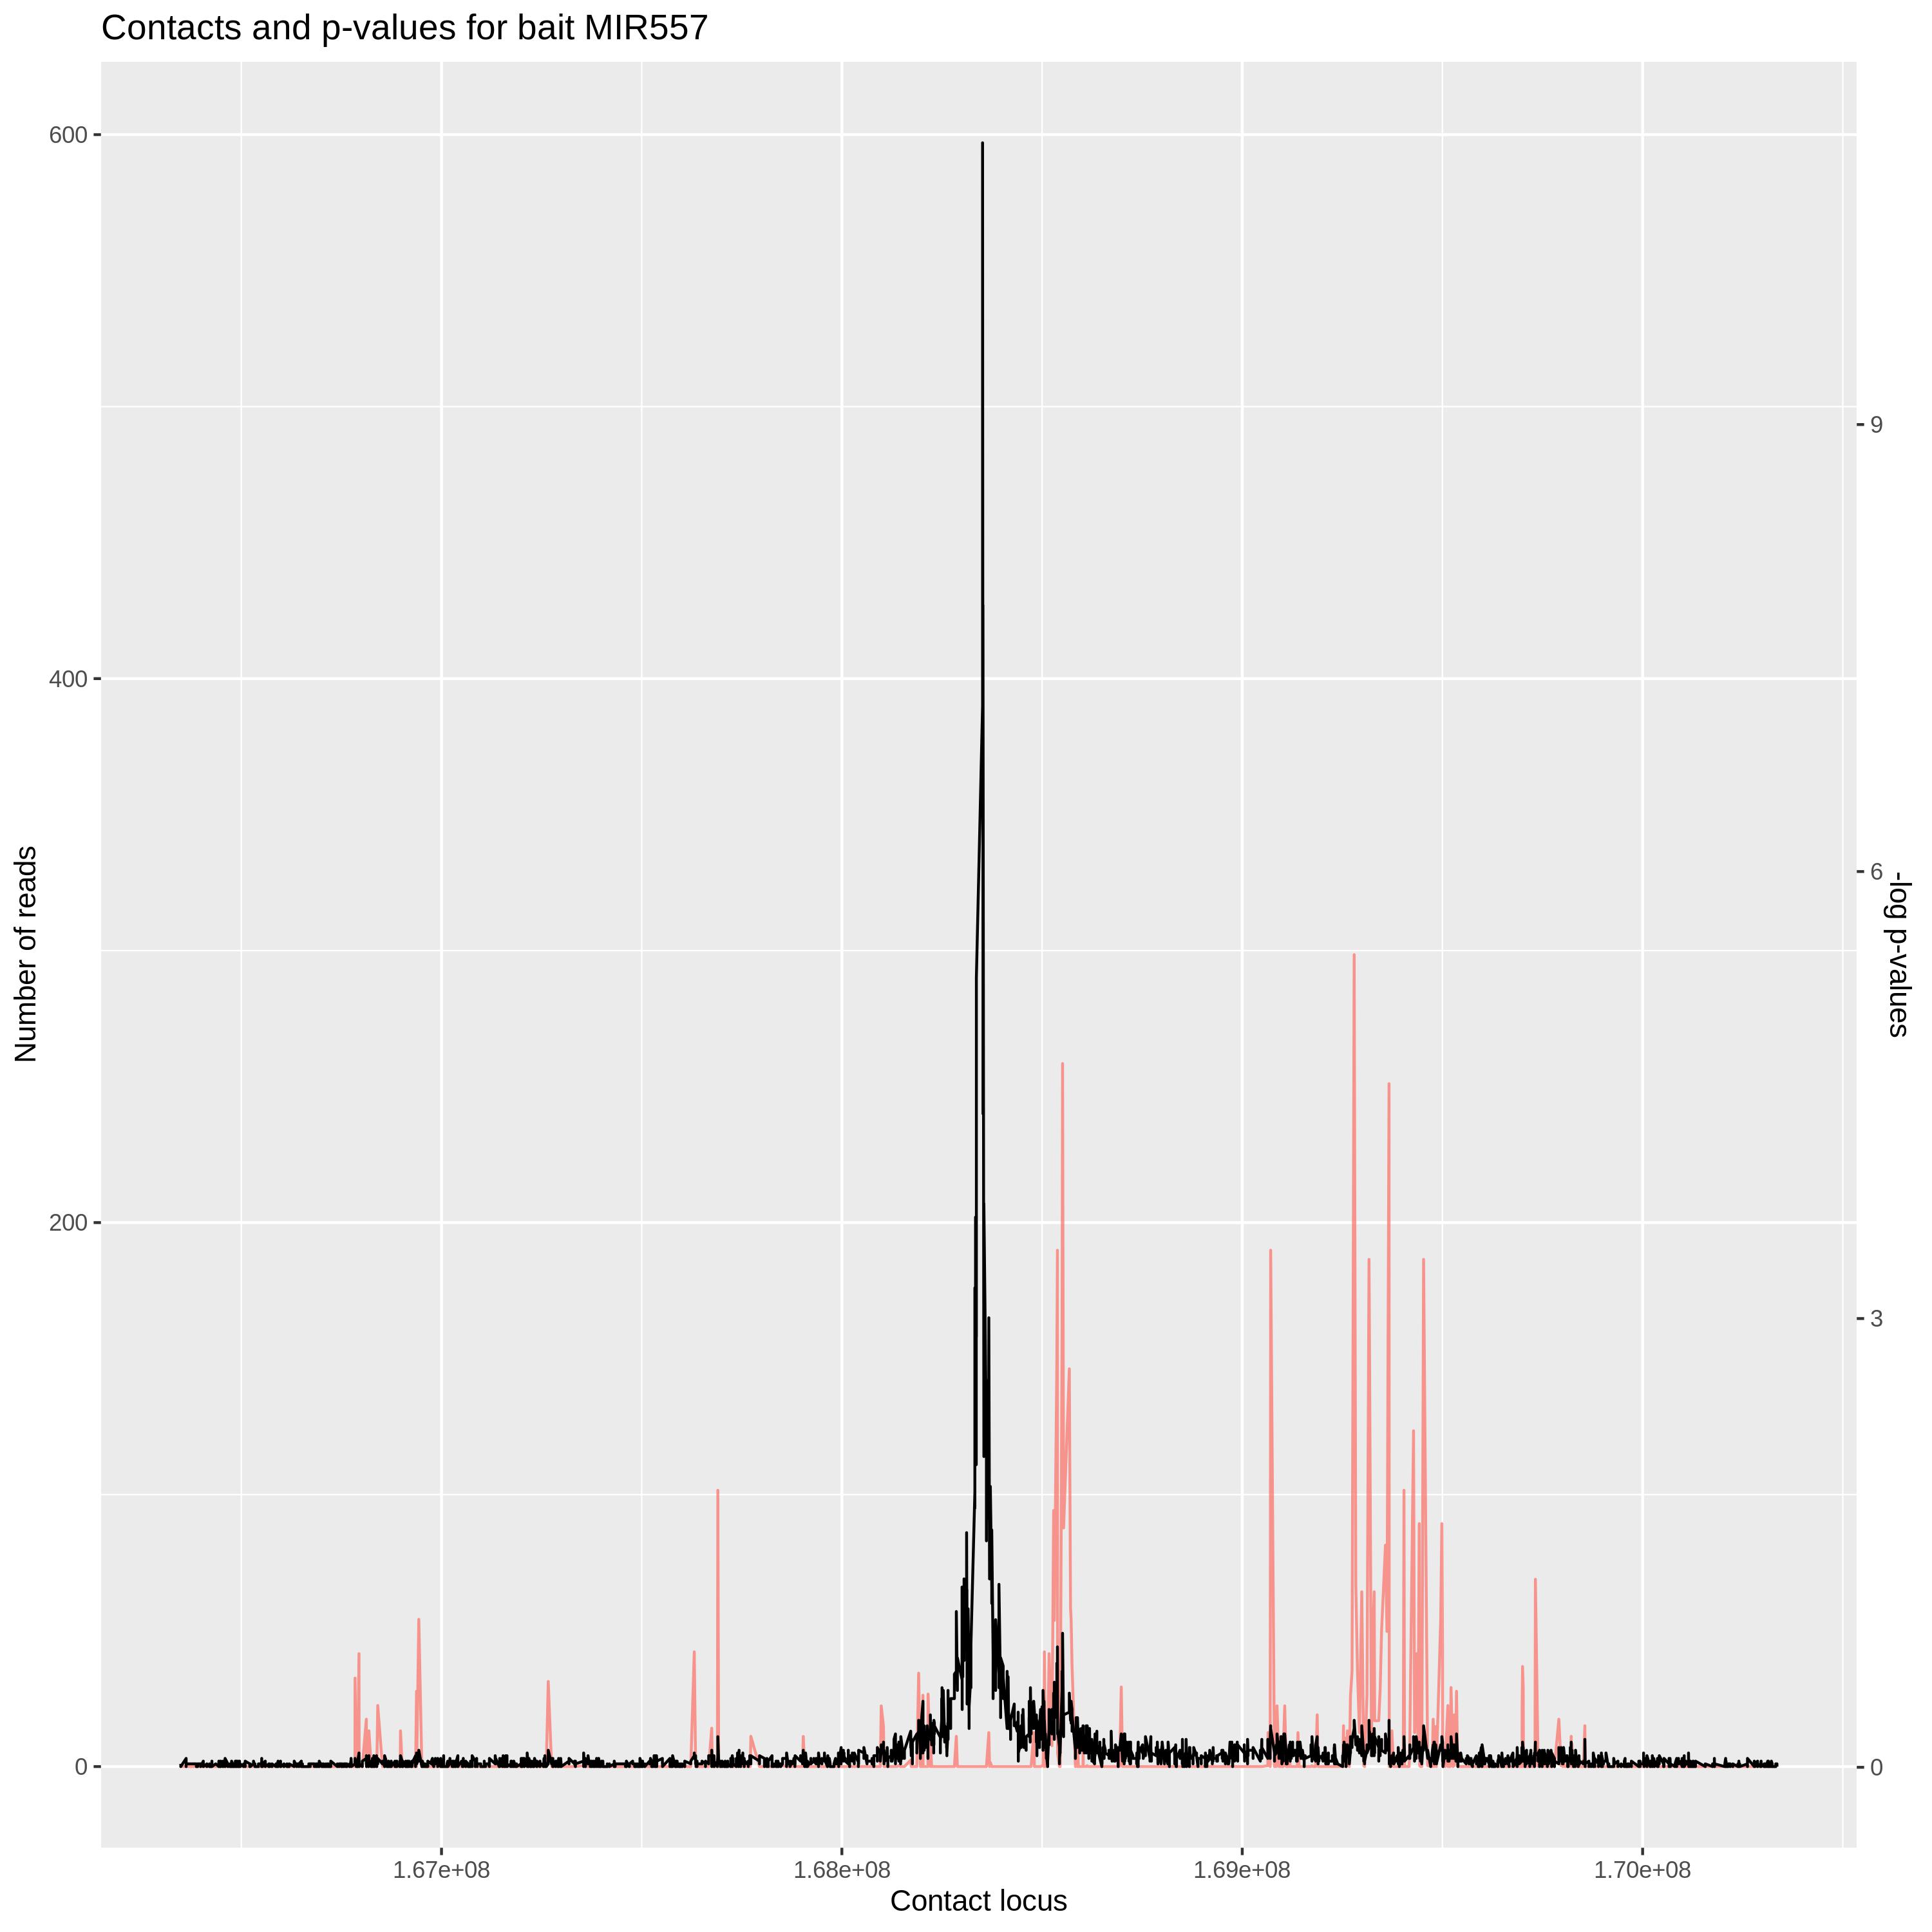 Contacts and p-values for bait MIR557
600
400
200
0
Number of reads
9
6
3
0
-log p-values
1.67e+08
1.68e+08
1.69e+08
1.70e+08
Contact locus